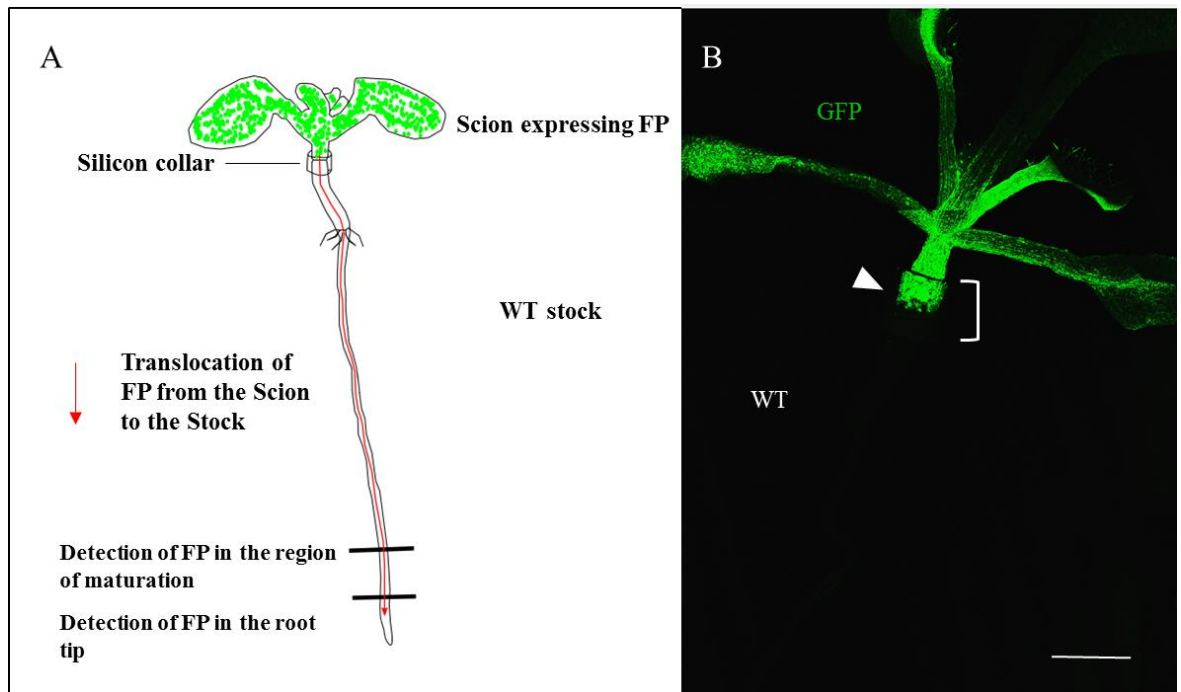 A
Scion expressing FP
Silicon collar
WT stock
Translocation of
FP from the Scion
to the Stock
Detection of FP in the region
of maturation
Detection of FP in the root
tip
B
GFP
WT